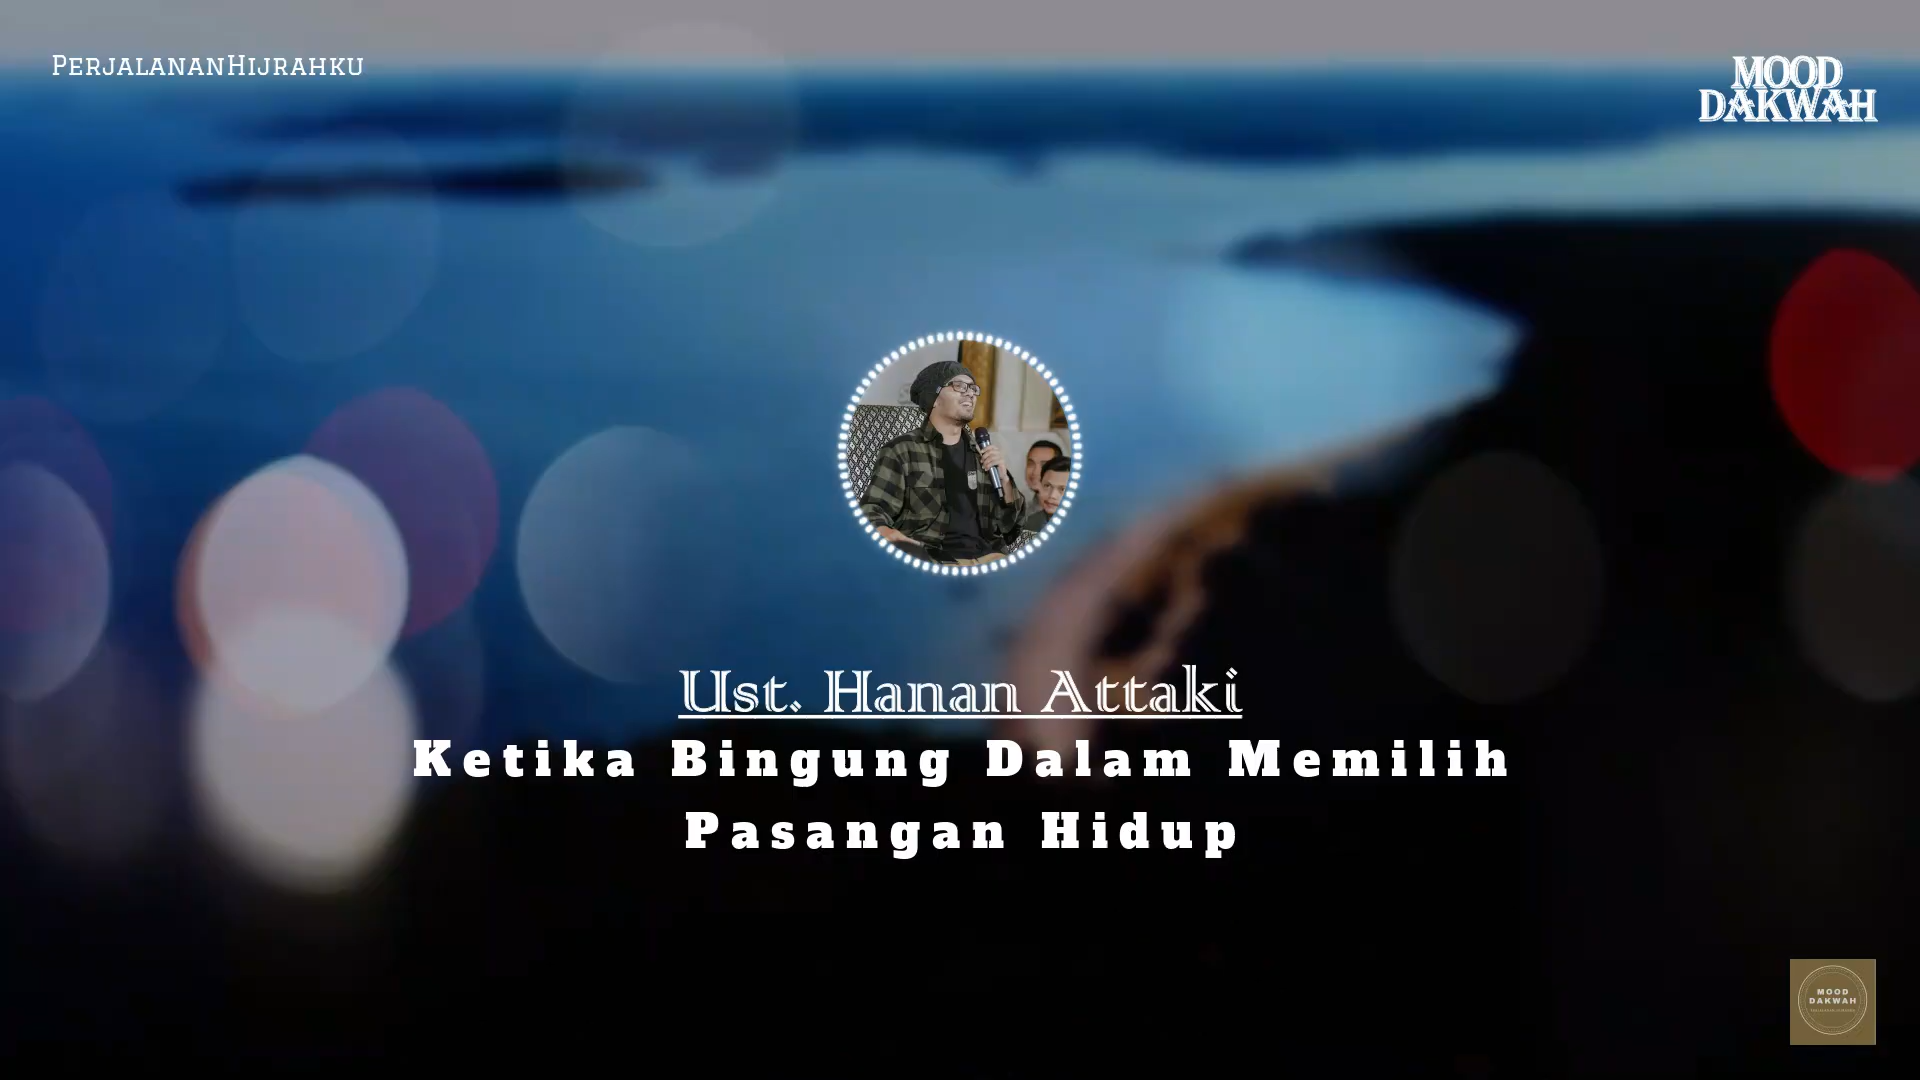 PERJALANANHIJRAHKU
MOOD
DAKWAH
Ust. Hanan Attaki
Ketika Bingung Dalam Memilih
Pasangan Hidup
MOOD
DAKWAH